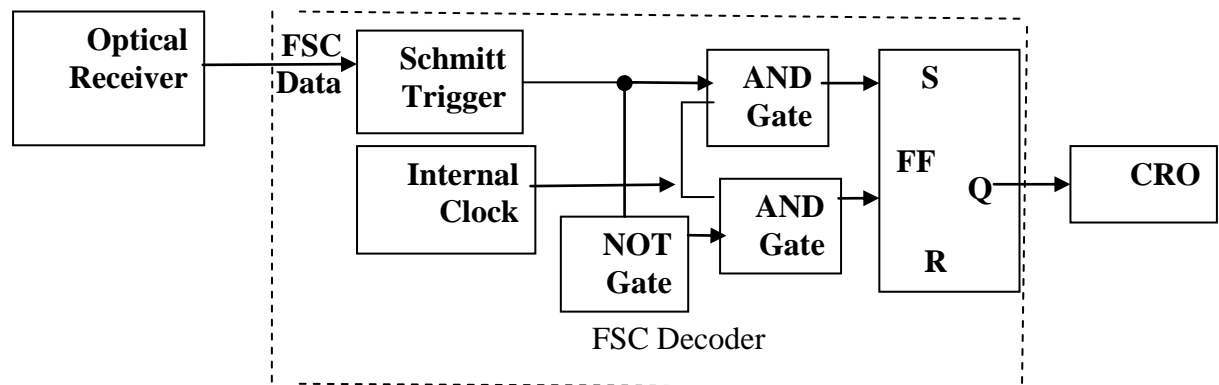 Optical
Receiver
FSC
Data
Schmitt
Trigger
AND
Gate
S
FF
Q
R
CRO
Internal
Clock
AND
Gate
NOT
Gate
FSC Decoder